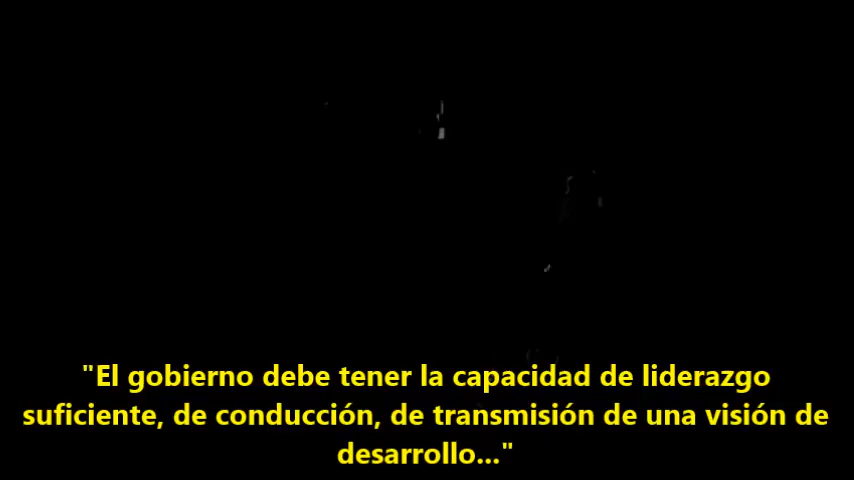 "El gobierno debe tener la capacidad de liderazgo
suficiente, de conducción, de transmisión de una visión de
desarrollo..."